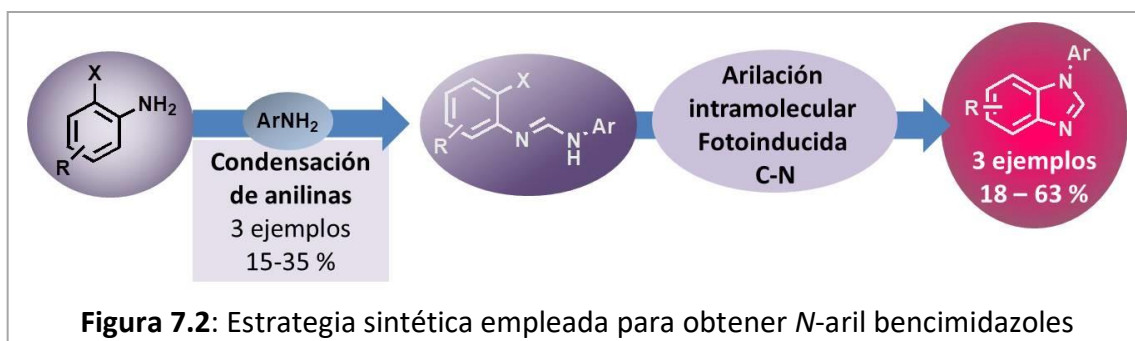 X
NH₂
R
ArNH₂
Condensación
de anilinas
3 ejemplos
15-35 %
X
R
N
N
H
Ar
Arilación
intramolecular
Fotoinducida
C-N
Ar
N
R
N
3 ejemplos
18 – 63 %
Figura 7.2: Estrategia sintética empleada para obtener N-aril bencimidazoles